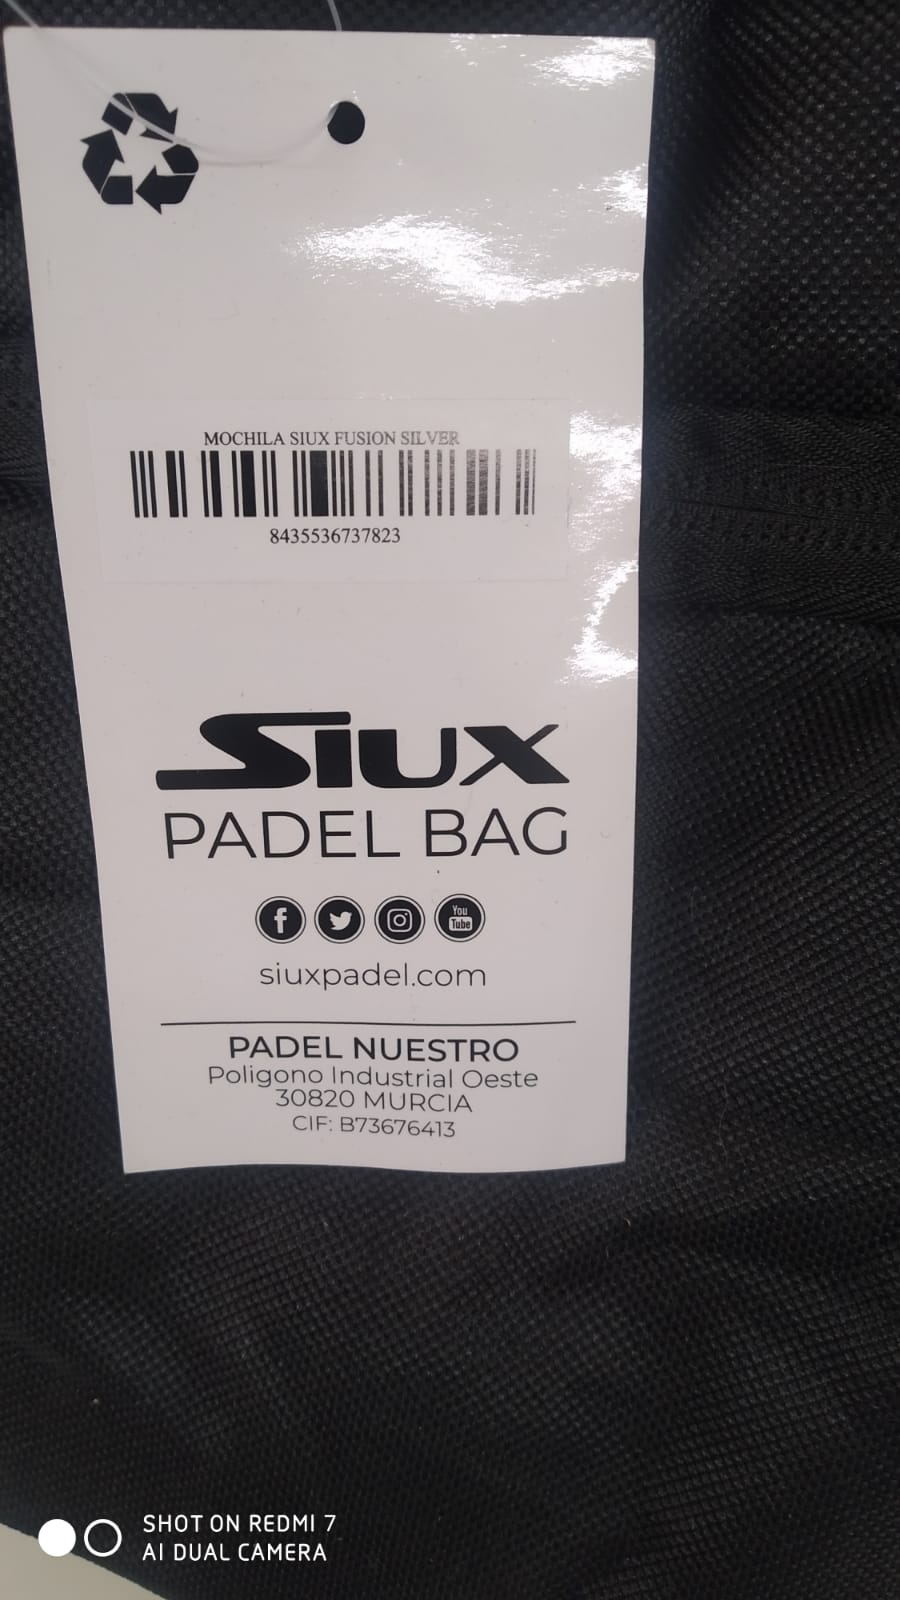 MOCHILA SIUX FUSION SILVER
8435536737823
SIUX
PADEL BAG
You
Tube
siuxpadel.com
PADEL NUESTRO
Poligono Industrial Oeste
30820 MURCIA
CIF: B73676413
SHOT ON REDMI 7
AI DUAL CAMERA